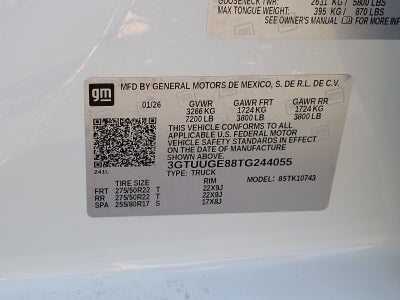 GOOSENECK TWR: 2631 KG / 5800 LBS
MAX TONGUE WEIGHT: 395 KG / 870 LBS
SEE OWNER'S MANUAL FOR MORE INFO
gm
MFD BY GENERAL MOTORS DE MEXICO, S. DE R.L. DE C.V.
01/26 GVWR GAWR FRT GAWR RR
3266 KG 1724 KG 1724 KG
7200 LB 3800 LB 3800 LB
THIS VEHICLE CONFORMS TO ALL
APPLICABLE U.S. FEDERAL MOTOR
VEHICLE SAFETY STANDARDS IN EFFECT
ON THE DATE OF MANUFACTURE SHOWN ABOVE.
3GTUUGE88TG244055
TYPE: TRUCK
241L
TIRE SIZE RIM MODEL: 85TK10743
FRT 275/50R22 T 22X9J
RR 275/50R22 T 22X9J
SPA 255/80R17 S 17X8J